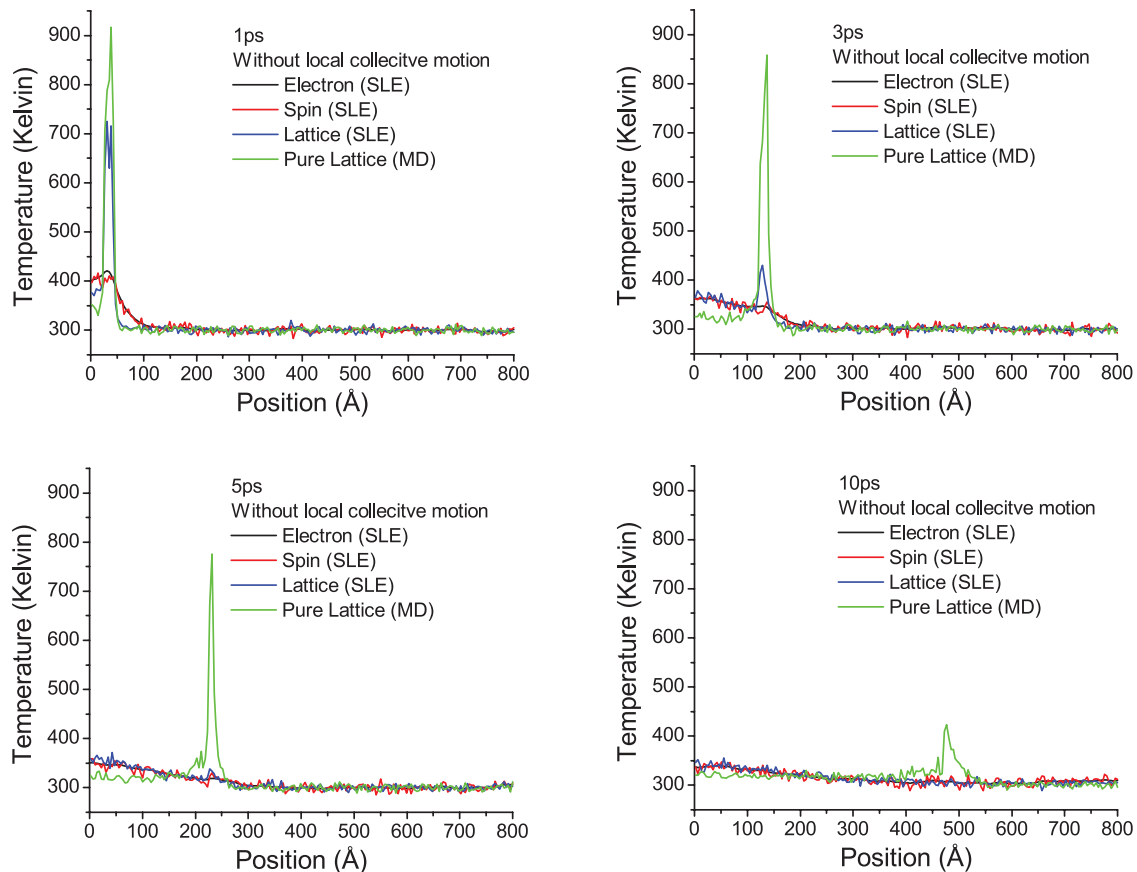 1ps
Without local collecitve motion
Electron (SLE)
Spin (SLE)
Lattice (SLE)
Pure Lattice (MD)
Temperature (Kelvin)
900
800
700
600
500
400
300
0 100 200 300 400 500 600 700 800
Position (Å)
3ps
Without local collecitve motion
Electron (SLE)
Spin (SLE)
Lattice (SLE)
Pure Lattice (MD)
Temperature (Kelvin)
900
800
700
600
500
400
300
0 100 200 300 400 500 600 700 800
Position (Å)
5ps
Without local collecitve motion
Electron (SLE)
Spin (SLE)
Lattice (SLE)
Pure Lattice (MD)
Temperature (Kelvin)
900
800
700
600
500
400
300
0 100 200 300 400 500 600 700 800
Position (Å)
10ps
Without local collecitve motion
Electron (SLE)
Spin (SLE)
Lattice (SLE)
Pure Lattice (MD)
Temperature (Kelvin)
900
800
700
600
500
400
300
0 100 200 300 400 500 600 700 800
Position (Å)